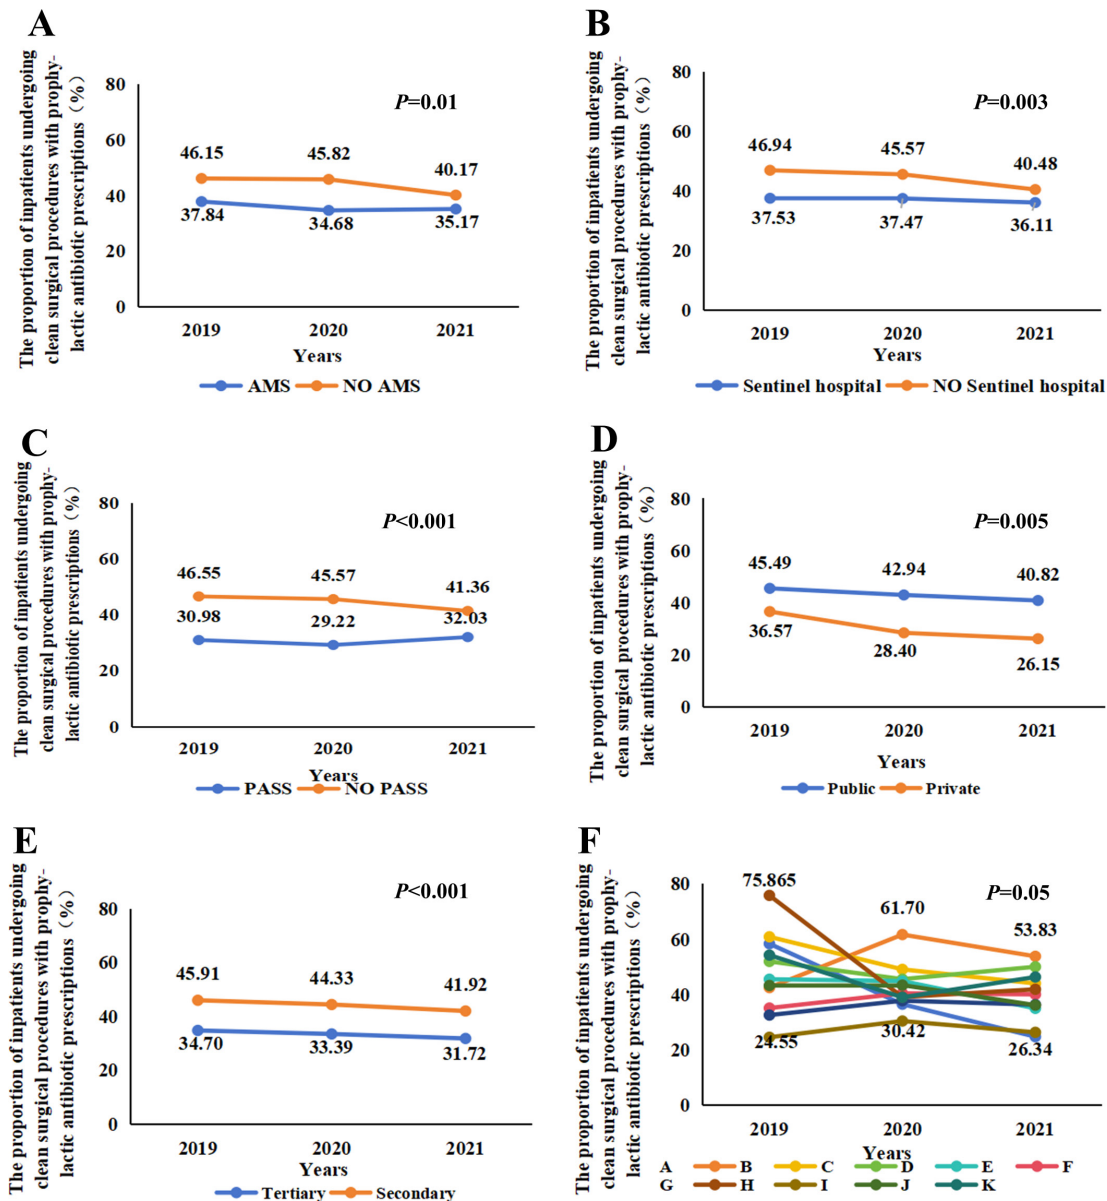 A
The proportion of inpatients undergoing
clean surgical procedures with prophy-
lactic antibiotic prescriptions（%）
80
60
40
20
0
P=0.01
46.15
45.82
40.17
37.84
34.68
35.17
2019
2020
2021
Years
AMS
NO AMS
B
The proportion of inpatients undergoing
clean surgical procedures with prophy-
lactic antibiotic prescriptions（%）
80
60
40
20
0
P=0.003
46.94
45.57
40.48
37.53
37.47
36.11
2019
2020
2021
Years
Sentinel hospital
NO Sentinel hospital
C
The proportion of inpatients undergoing
clean surgical procedures with prophy-
lactic antibiotic prescriptions（%）
80
60
40
20
0
P<0.001
46.55
45.57
41.36
30.98
29.22
32.03
2019
2020
2021
Years
PASS
NO PASS
D
The proportion of inpatients undergoing
clean surgical procedures with prophy-
lactic antibiotic prescriptions（%）
80
60
40
20
0
P=0.005
45.49
42.94
40.82
36.57
28.40
26.15
2019
2020
2021
Years
Public
Private
E
The proportion of inpatients undergoing
clean surgical procedures with prophy-
lactic antibiotic prescriptions（%）
80
60
40
20
0
P<0.001
45.91
44.33
41.92
34.70
33.39
31.72
2019
2020
2021
Years
Tertiary
Secondary
F
The proportion of inpatients undergoing
clean surgical procedures with prophy-
lactic antibiotic prescriptions（%）
80
60
40
20
0
P=0.05
75.865
61.70
53.83
24.55
30.42
26.34
2019
2020
2021
Years
A B C D E F
G H I J K